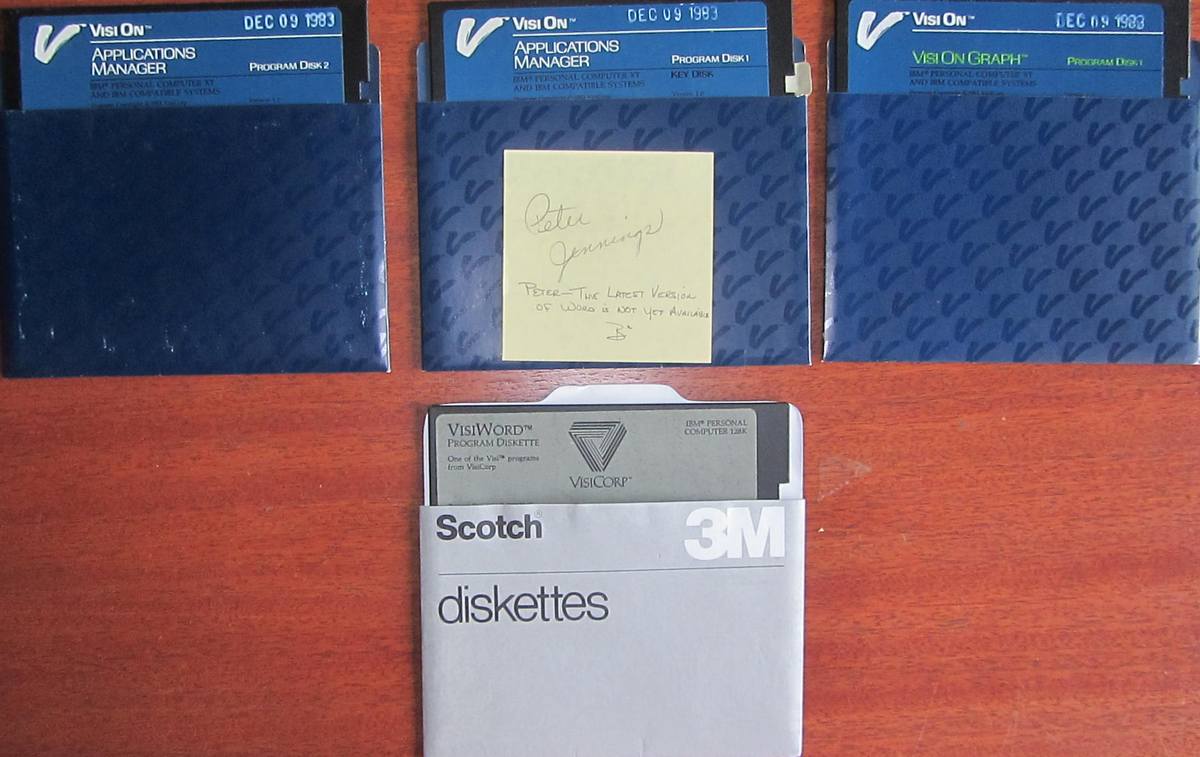 VISI ON™ DEC 09 1983
APPLICATIONS
MANAGER PROGRAM DISK 2
IBM® PERSONAL COMPUTER XT
AND IBM COMPATIBLE SYSTEMS
VISI ON™ DEC 09 1983
APPLICATIONS
MANAGER PROGRAM DISK 1
IBM® PERSONAL COMPUTER XT KEY DISK
AND IBM COMPATIBLE SYSTEMS
VISI ON™ DEC 09 1983
VISI ON GRAPH™ PROGRAM DISK 1
IBM® PERSONAL COMPUTER XT
AND IBM COMPATIBLE SYSTEMS
Peter
Jennings
PETER—THE LATEST VERSION
OF WORD IS NOT YET AVAILABLE
VISIWORD™ IBM® PERSONAL
PROGRAM DISKETTE COMPUTER 128K
One of the Visi™ programs
from VisiCorp
VISICORP™
Scotch® 3M
diskettes